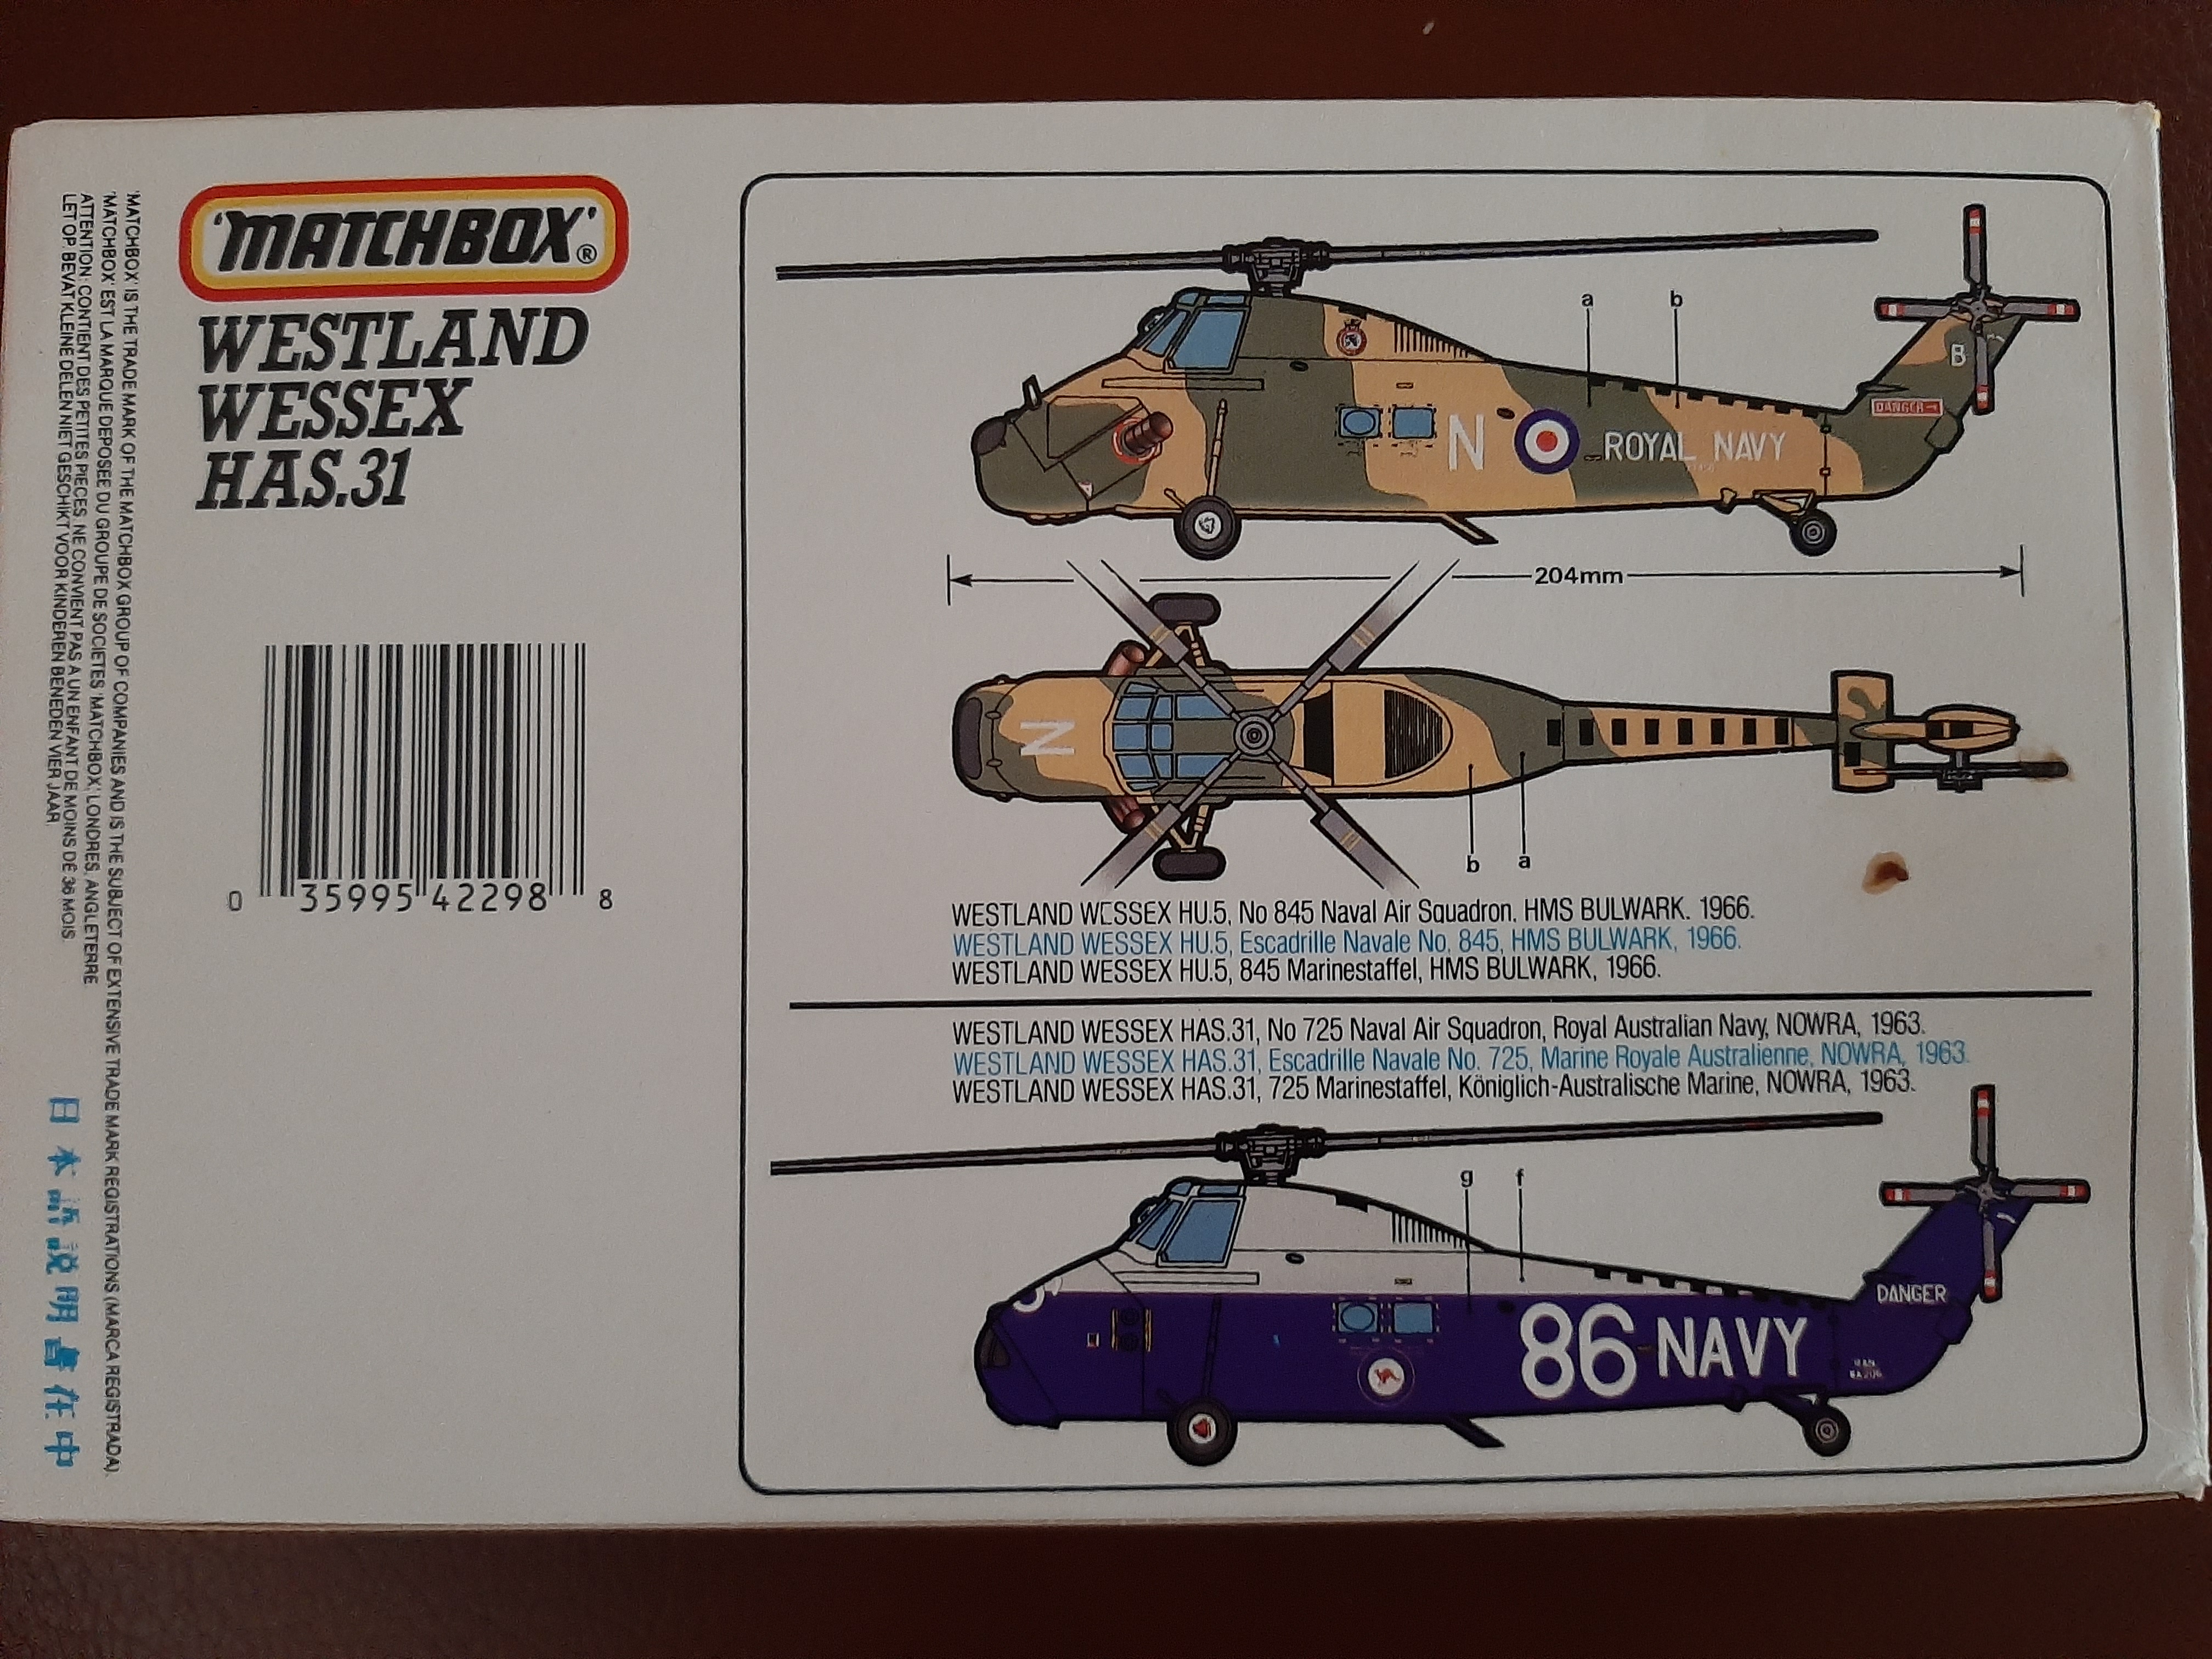 'MATCHBOX'®
WESTLAND
WESSEX
HAS.31
'MATCHBOX' IS THE TRADE MARK OF THE MATCHBOX GROUP OF COMPANIES AND IS THE SUBJECT OF EXTENSIVE TRADE MARK REGISTRATIONS (MARCA REGISTRADA).
'MATCHBOX' EST LA MARQUE DEPOSEE DU GROUPE DE SOCIETES 'MATCHBOX', LONDRES, ANGLETERRE
ATTENTION: CONTIENT DES PETITES PIECES. NE CONVIENT PAS A UN ENFANT DE MOINS DE 36 MOIS.
LET OP. BEVAT KLEINE DELEN NIET GESCHIKT VOOR KINDEREN BENEDEN VIER JAAR.
日本語説明書在中
0 35995 42298 8
a b
B
DANGER
N ROYAL NAVY
204mm
N
b a
WESTLAND WESSEX HU.5, No 845 Naval Air Squadron. HMS BULWARK. 1966.
WESTLAND WESSEX HU.5, Escadrille Navale No. 845, HMS BULWARK, 1966.
WESTLAND WESSEX HU.5, 845 Marinestaffel, HMS BULWARK, 1966.
WESTLAND WESSEX HAS.31, No 725 Naval Air Squadron, Royal Australian Navy, NOWRA, 1963.
WESTLAND WESSEX HAS.31, Escadrille Navale No. 725, Marine Royale Australienne, NOWRA, 1963.
WESTLAND WESSEX HAS.31, 725 Marinestaffel, Königlich-Australische Marine, NOWRA, 1963.
g f
DANGER
86 NAVY